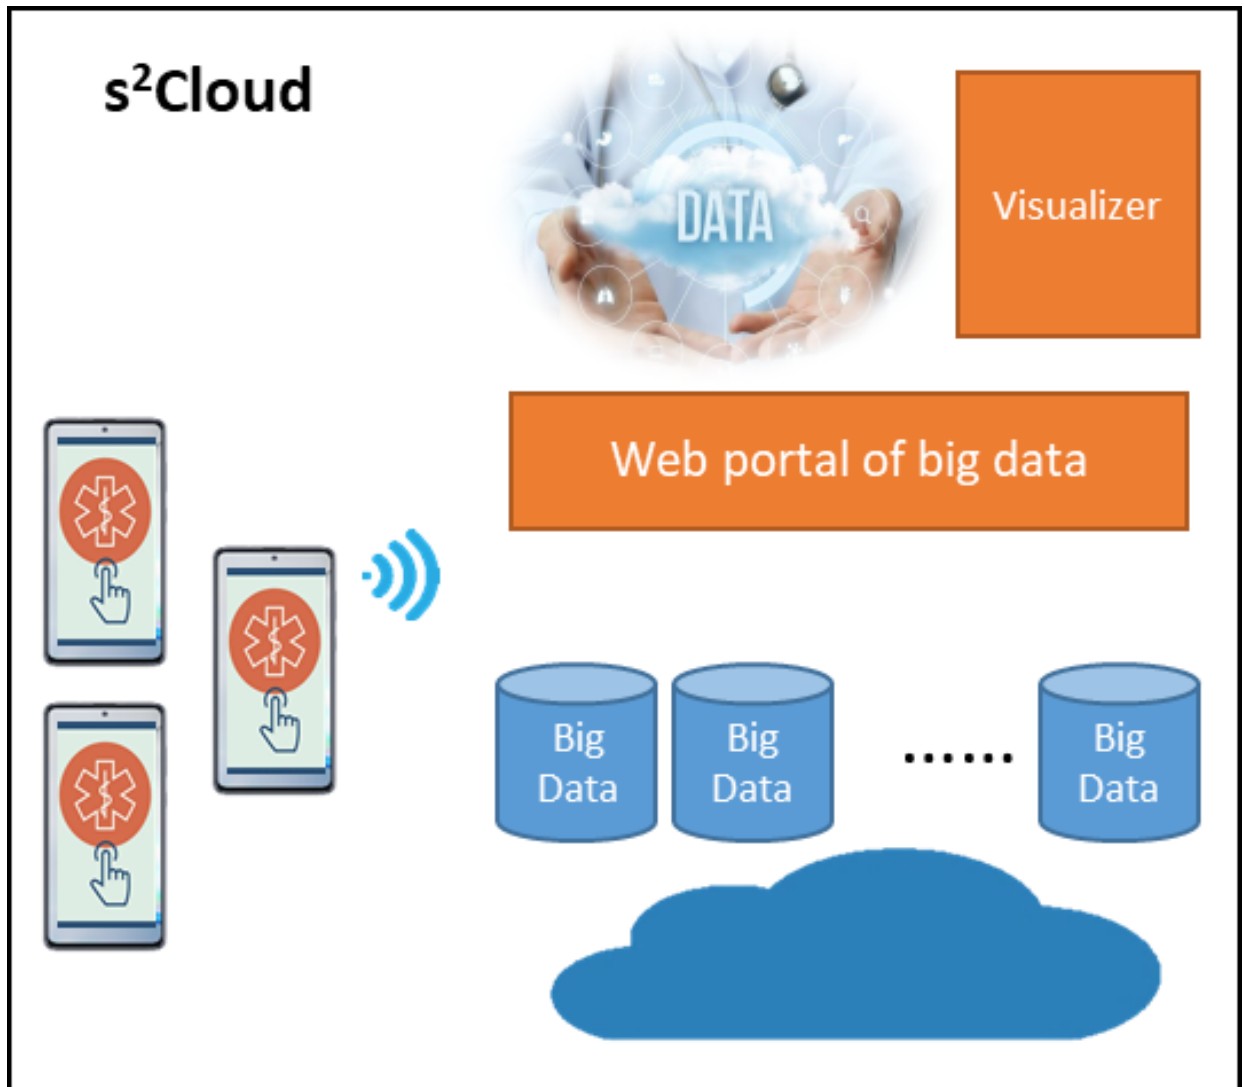 s²Cloud
DATA
Visualizer
Web portal of big data
Big
Data
Big
Data
......
Big
Data